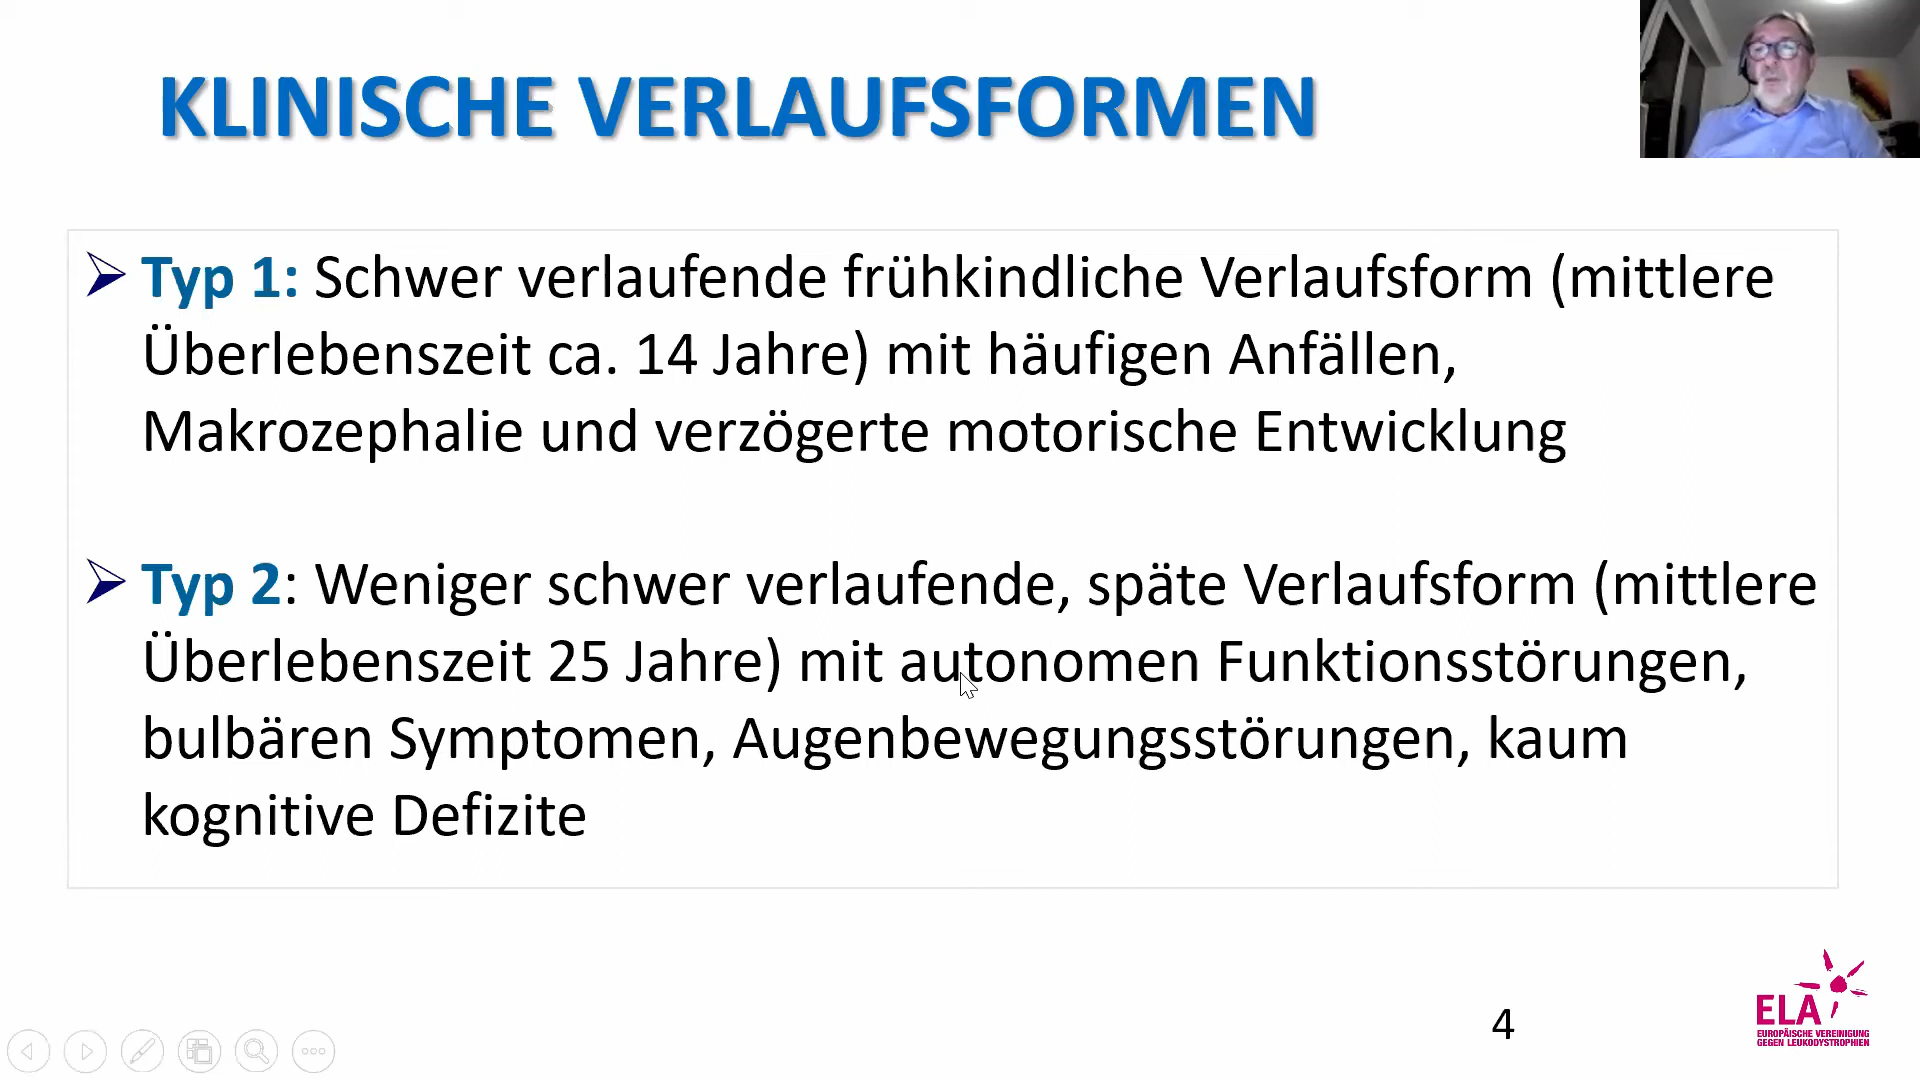 KLINISCHE VERLAUFSFORMEN
Typ 1: Schwer verlaufende frühkindliche Verlaufsform (mittlere
Überlebenszeit ca. 14 Jahre) mit häufigen Anfällen,
Makrozephalie und verzögerte motorische Entwicklung
Typ 2: Weniger schwer verlaufende, späte Verlaufsform (mittlere
Überlebenszeit 25 Jahre) mit autonomen Funktionsstörungen,
bulbären Symptomen, Augenbewegungsstörungen, kaum
kognitive Defizite
4
ELA
EUROPÄISCHE VEREINIGUNG
GEGEN LEUKODYSTROPHIEN